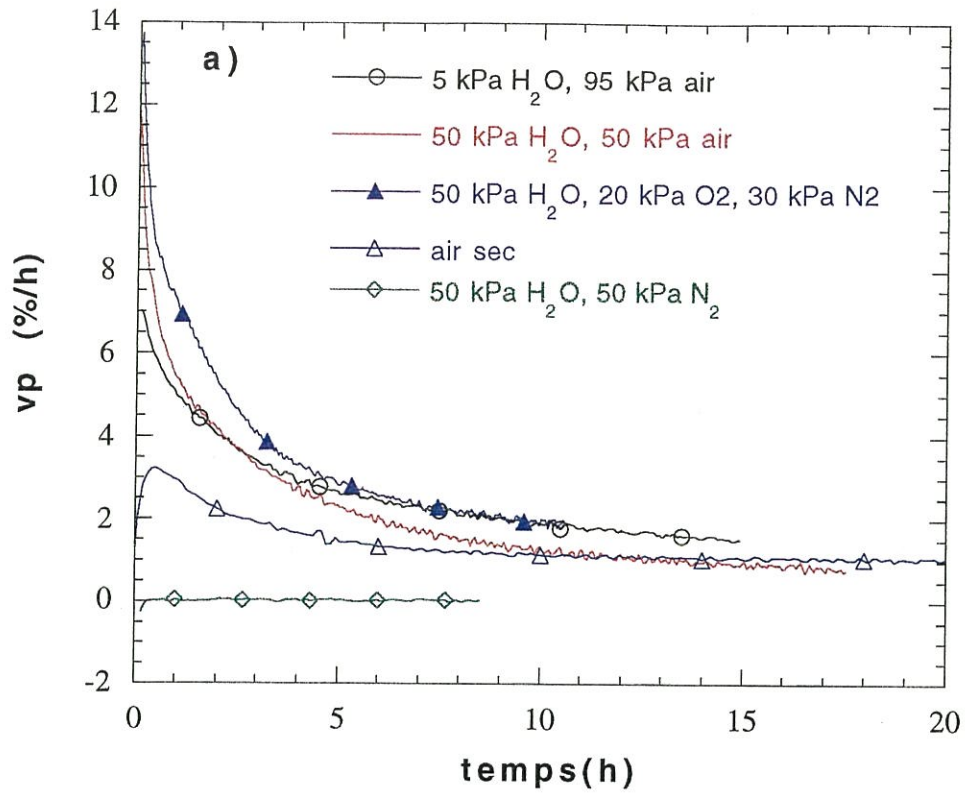 a)
5 kPa H2O, 95 kPa air
50 kPa H2O, 50 kPa air
50 kPa H2O, 20 kPa O2, 30 kPa N2
air sec
50 kPa H2O, 50 kPa N2
vp (%/h)
14
12
10
8
6
4
2
0
-2
0
5
10
15
20
temps(h)